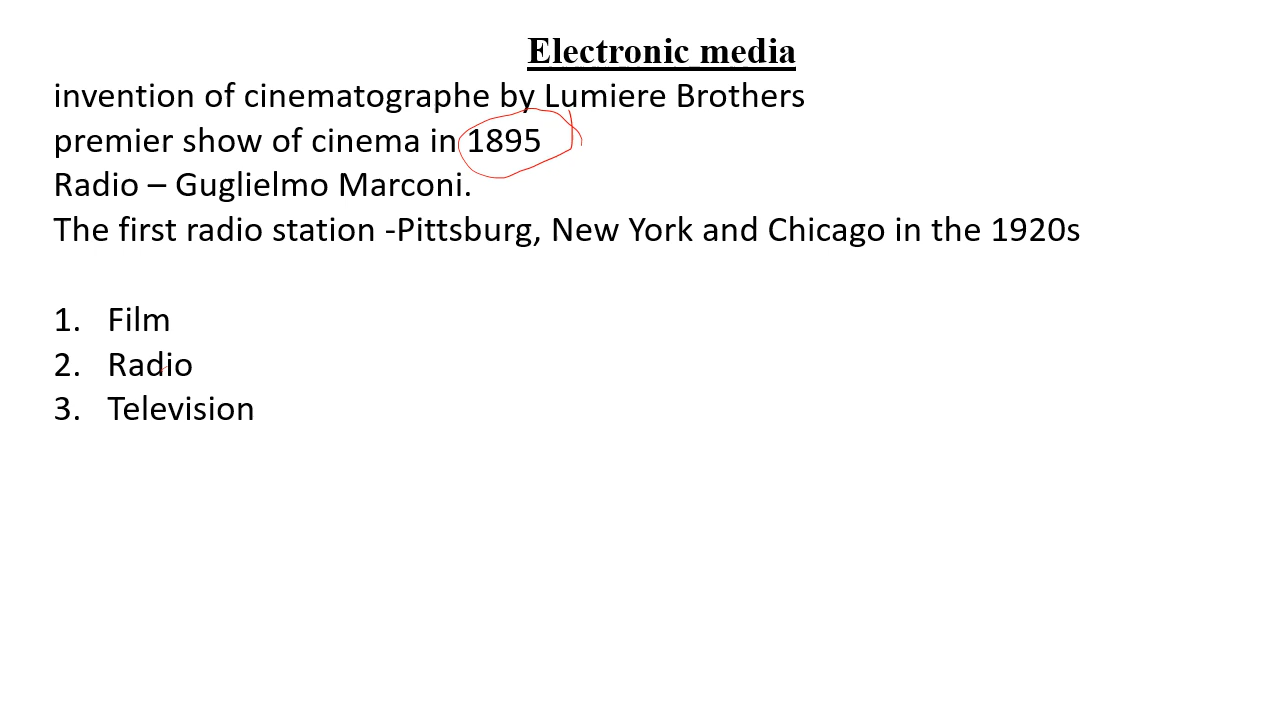 Electronic media
invention of cinematographe by Lumiere Brothers
premier show of cinema in 1895
Radio – Guglielmo Marconi.
The first radio station -Pittsburg, New York and Chicago in the 1920s
1. Film
2. Radio
3. Television